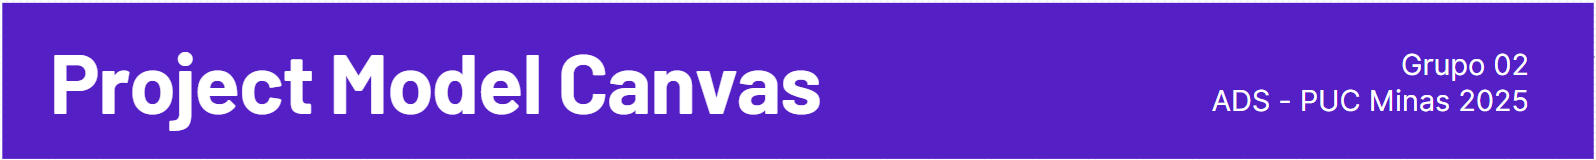 Project Model Canvas
Grupo 02
ADS - PUC Minas 2025